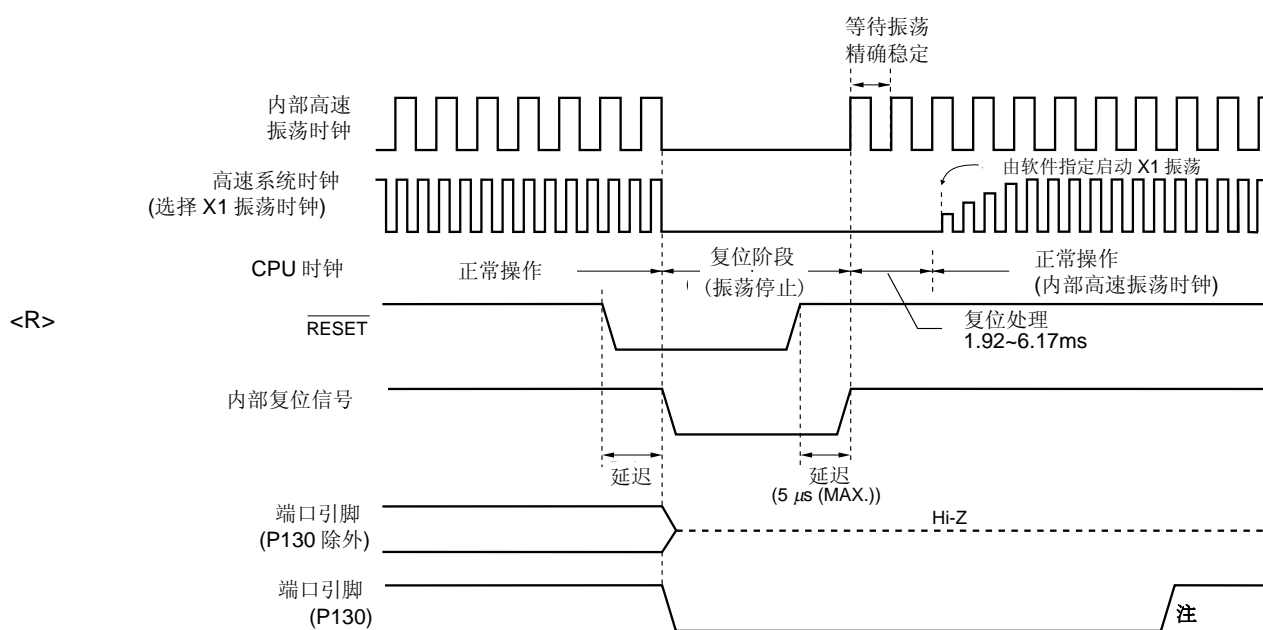 等待振荡
精确稳定
内部高速
振荡时钟
由软件指定启动 X1 振荡
高速系统时钟
(选择 X1 振荡时钟)
CPU 时钟
正常操作
复位阶段
(振荡停止)
正常操作
(内部高速振荡时钟)
<R>
RESET
复位处理
1.92~6.17ms
内部复位信号
延迟
延迟
(5 μs (MAX.))
端口引脚
(P130 除外)
Hi-Z
端口引脚
(P130)
注